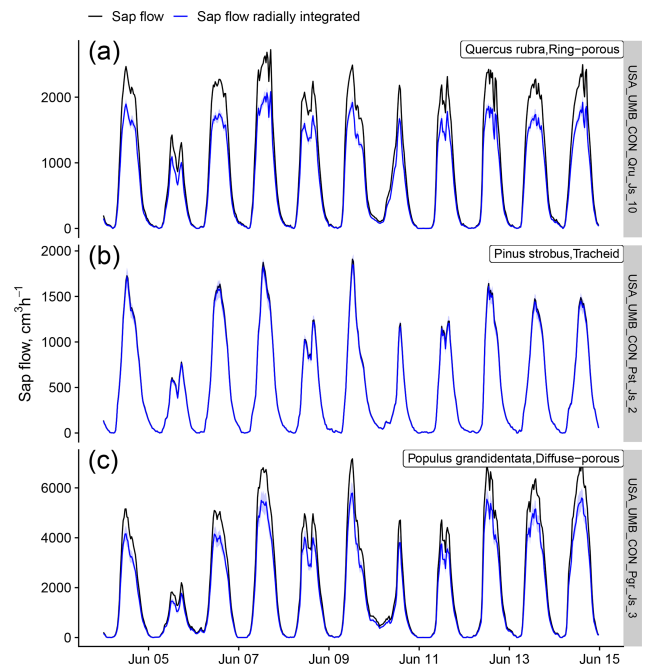 Sap flow
Sap flow radially integrated
(a)
Quercus rubra,Ring−porous
USA_UMB_CON_Qru_Js_10
2000
1000
0
(b)
Pinus strobus,Tracheid
USA_UMB_CON_Pst_Js_2
2000
1500
1000
500
0
Sap flow, cm³h⁻¹
(c)
Populus grandidentata,Diffuse−porous
USA_UMB_CON_Pgr_Js_3
6000
4000
2000
0
Jun 05
Jun 07
Jun 09
Jun 11
Jun 13
Jun 15